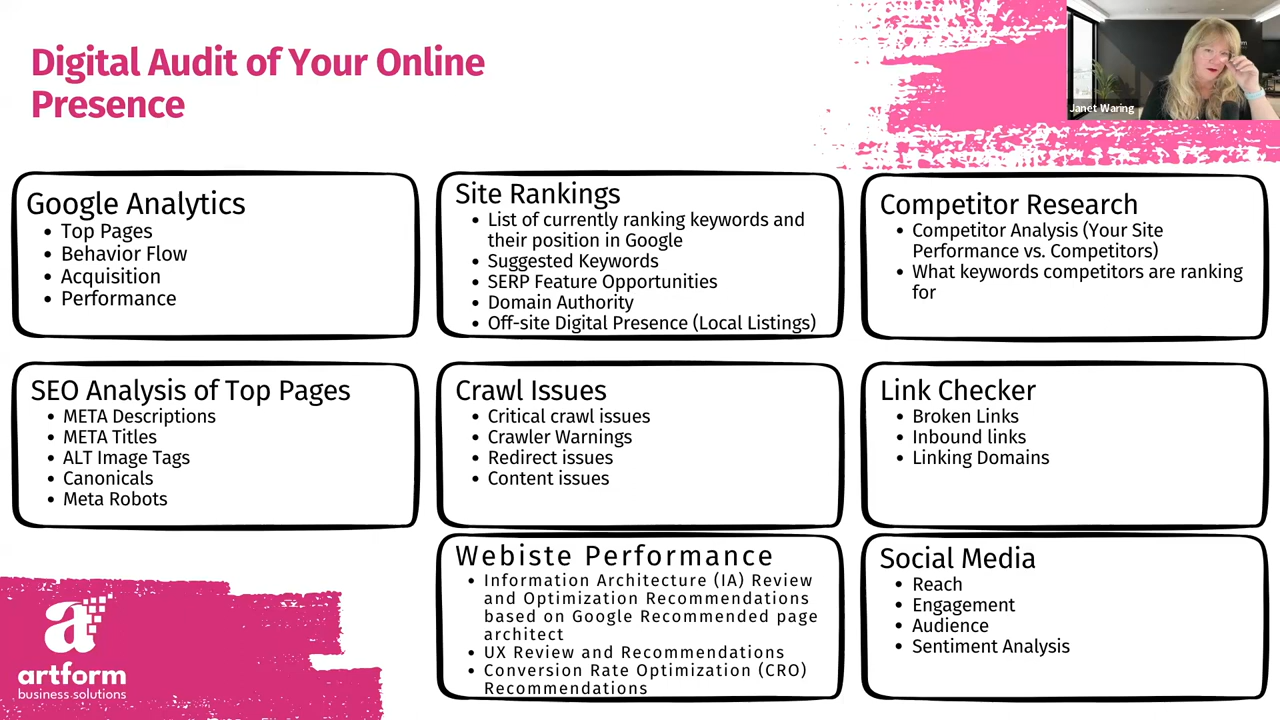 Digital Audit of Your Online
Presence
Janet Waring
Google Analytics
• Top Pages
• Behavior Flow
• Acquisition
• Performance
Site Rankings
• List of currently ranking keywords and
their position in Google
• Suggested Keywords
• SERP Feature Opportunities
• Domain Authority
• Off-site Digital Presence (Local Listings)
Competitor Research
• Competitor Analysis (Your Site
Performance vs. Competitors)
• What keywords competitors are ranking
for
SEO Analysis of Top Pages
• META Descriptions
• META Titles
• ALT Image Tags
• Canonicals
• Meta Robots
Crawl Issues
• Critical crawl issues
• Crawler Warnings
• Redirect issues
• Content issues
Link Checker
• Broken Links
• Inbound links
• Linking Domains
Webiste Performance
• Information Architecture (IA) Review
and Optimization Recommendations
based on Google Recommended page
architect
• UX Review and Recommendations
• Conversion Rate Optimization (CRO)
Recommendations
Social Media
• Reach
• Engagement
• Audience
• Sentiment Analysis
a
artform
business solutions